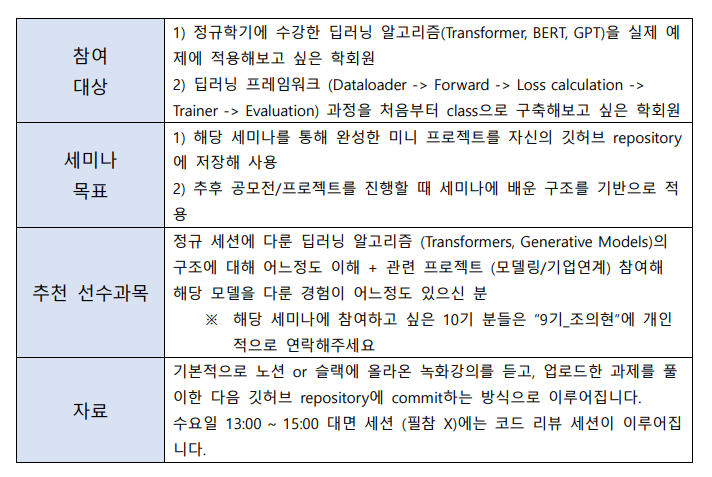 참여
대상
1) 정규학기에 수강한 딥러닝 알고리즘(Transformer, BERT, GPT)을 실제 예
제에 적용해보고 싶은 학회원
2) 딥러닝 프레임워크 (Dataloader -> Forward -> Loss calculation ->
Trainer -> Evaluation) 과정을 처음부터 class으로 구축해보고 싶은 학회원
세미나
목표
1) 해당 세미나를 통해 완성한 미니 프로젝트를 자신의 깃허브 repository
에 저장해 사용
2) 추후 공모전/프로젝트를 진행할 때 세미나에 배운 구조를 기반으로 적
용
추천 선수과목
정규 세션에 다룬 딥러닝 알고리즘 (Transformers, Generative Models)의
구조에 대해 어느정도 이해 + 관련 프로젝트 (모델링/기업연계) 참여해
해당 모델을 다룬 경험이 어느정도 있으신 분
※ 해당 세미나에 참여하고 싶은 10기 분들은 "9기_조의현"에 개인
적으로 연락해주세요
자료
기본적으로 노션 or 슬랙에 올라온 녹화강의를 듣고, 업로드한 과제를 풀
이한 다음 깃허브 repository에 commit하는 방식으로 이루어집니다.
수요일 13:00 ~ 15:00 대면 세션 (필참 X)에는 코드 리뷰 세션이 이루어집
니다.